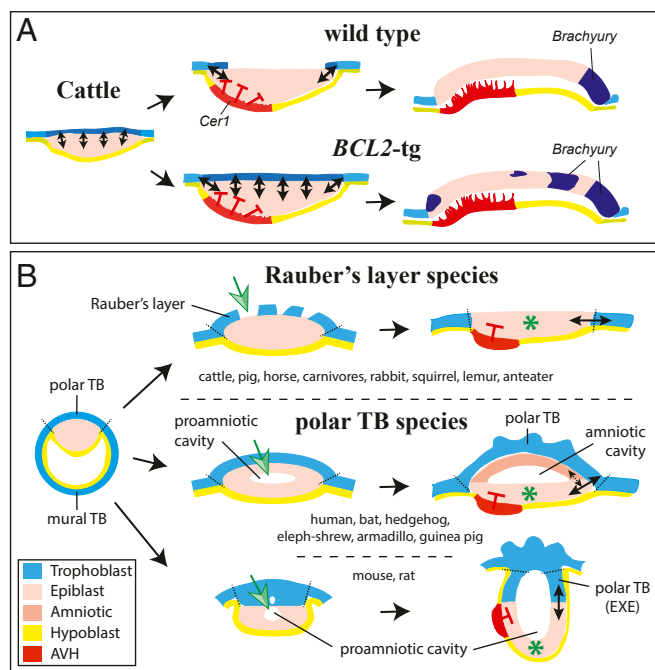 A
wild type
Cattle
Cer1
Brachyury
BCL2-tg
Brachyury
B
Rauber's layer species
Rauber's layer
cattle, pig, horse, carnivores, rabbit, squirrel, lemur, anteater
polar TB
mural TB
polar TB species
proamniotic
cavity
polar TB
amniotic
cavity
human, bat, hedgehog,
eleph-shrew, armadillo, guinea pig
mouse, rat
proamniotic cavity
polar TB
(EXE)
Trophoblast
Epiblast
Amniotic
Hypoblast
AVH